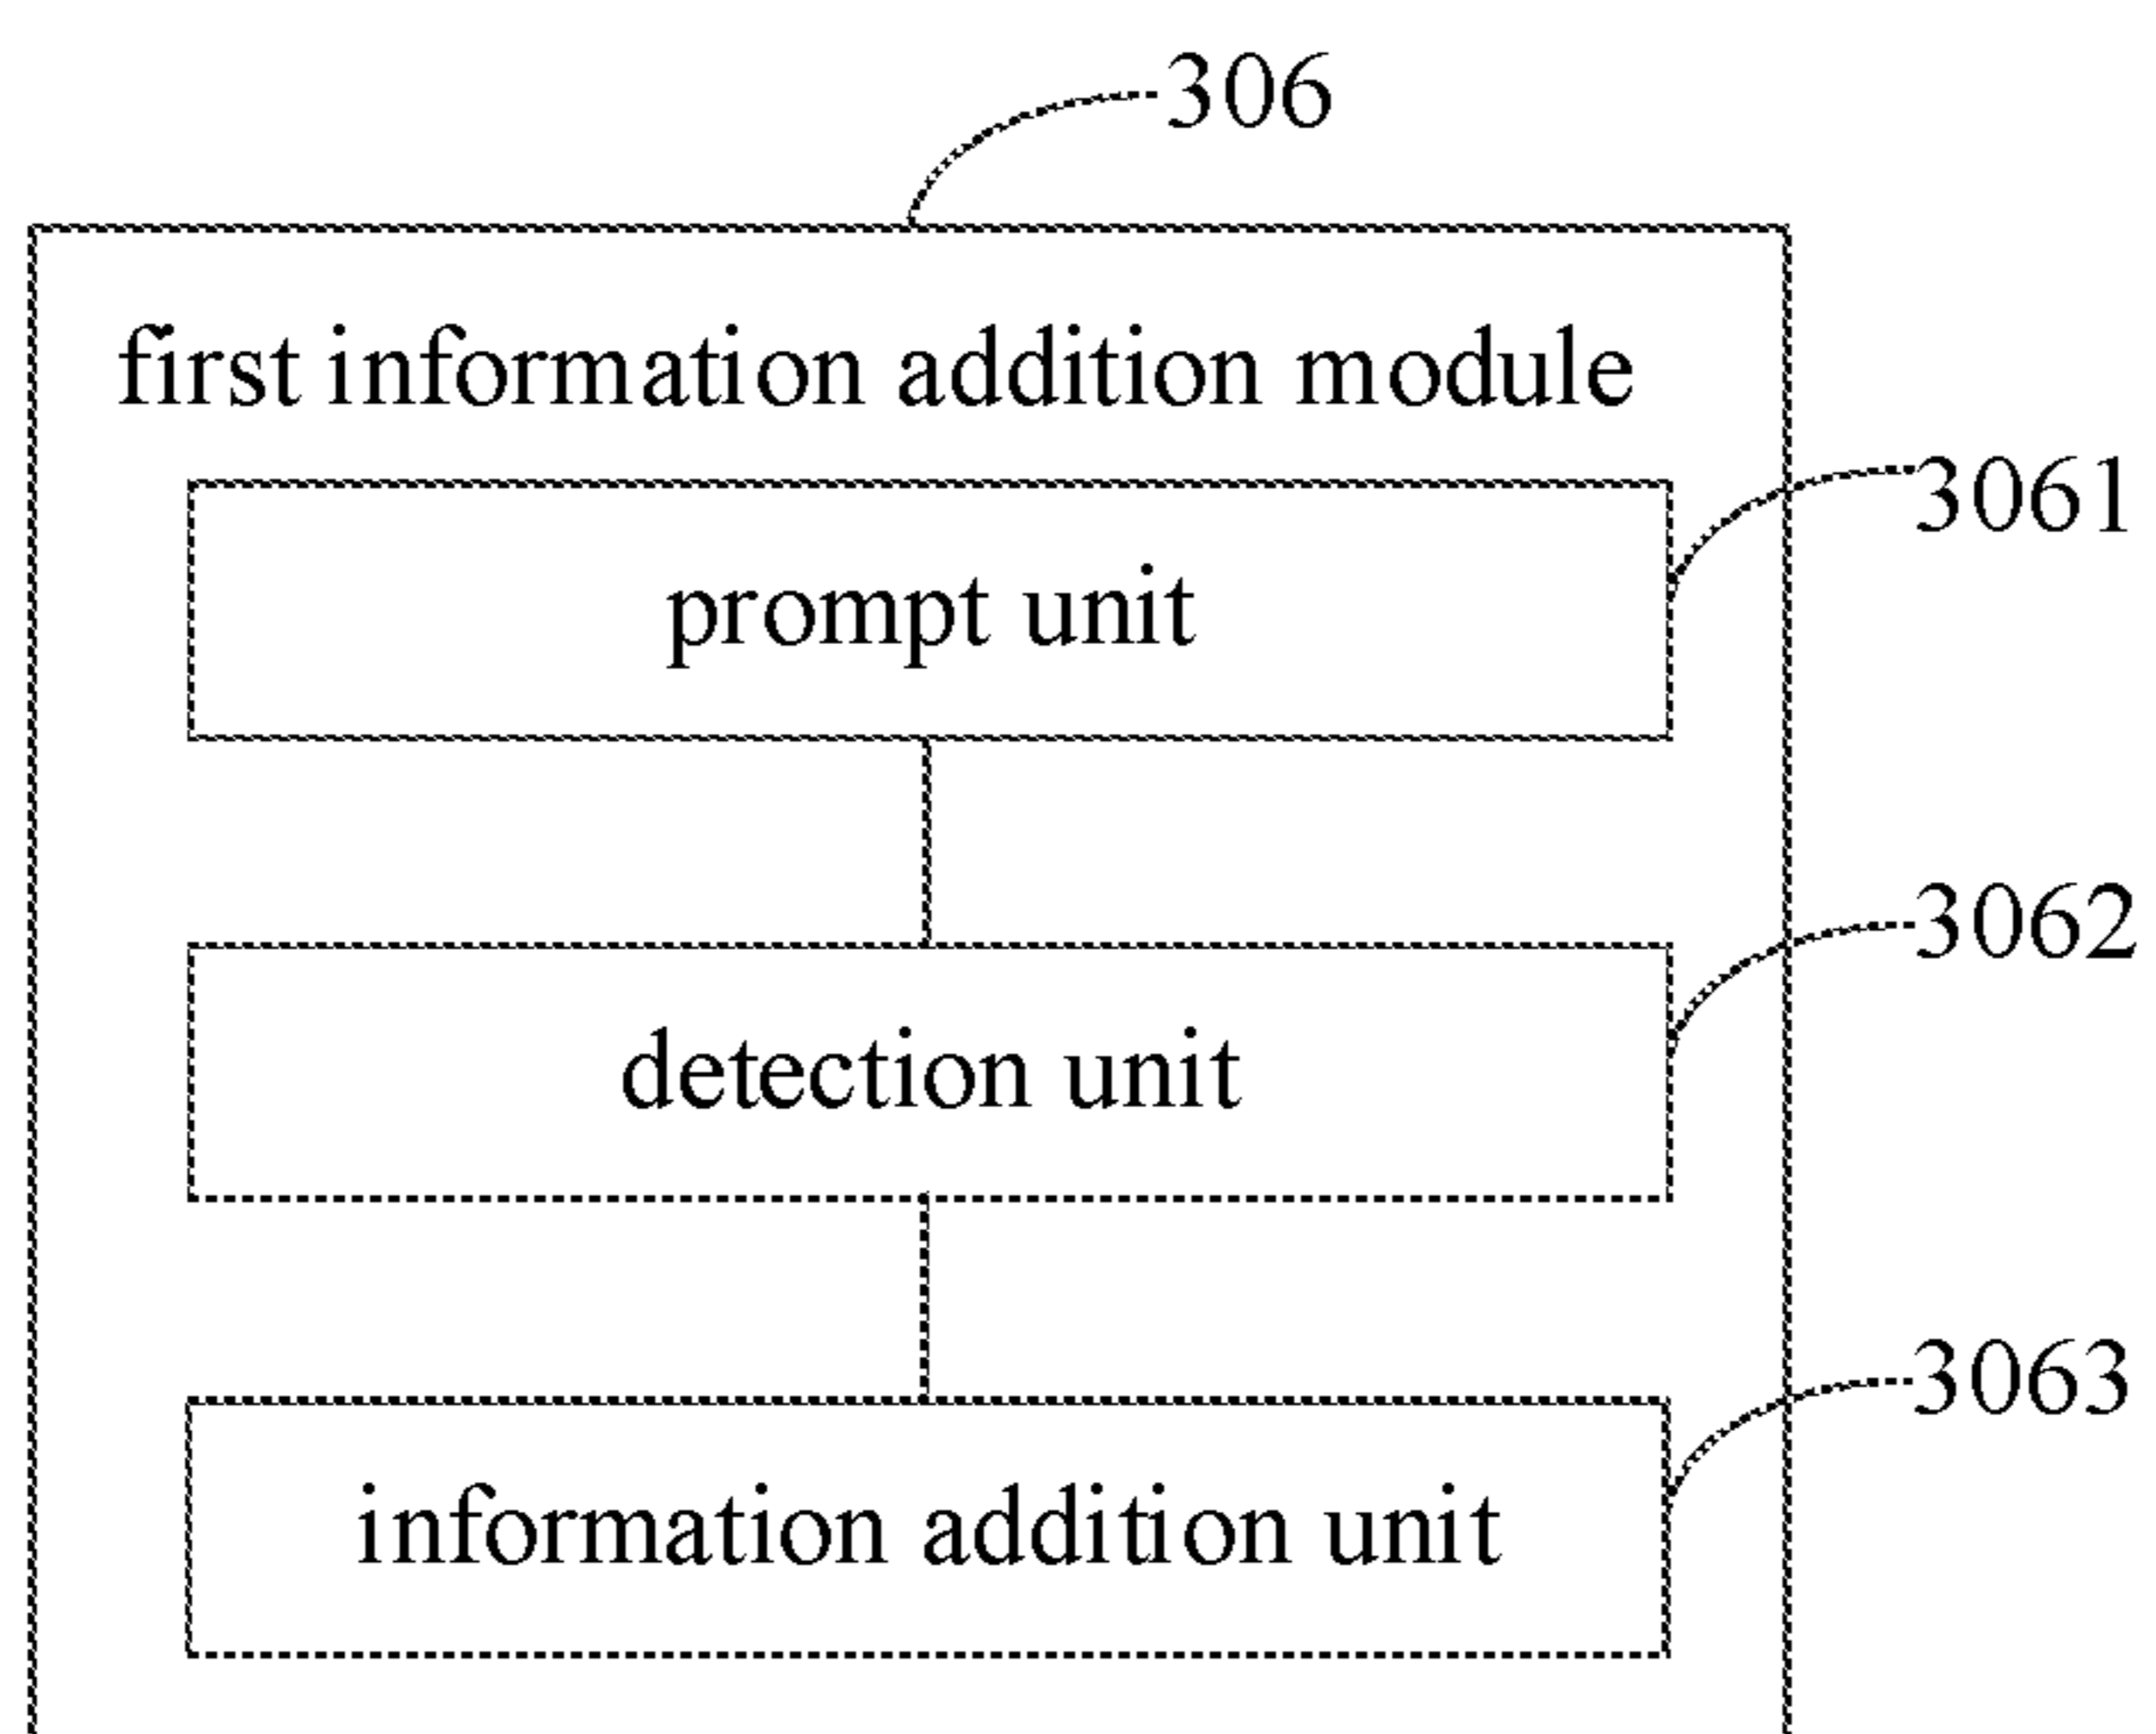 306
first information addition module
3061
prompt unit
3062
detection unit
3063
information addition unit